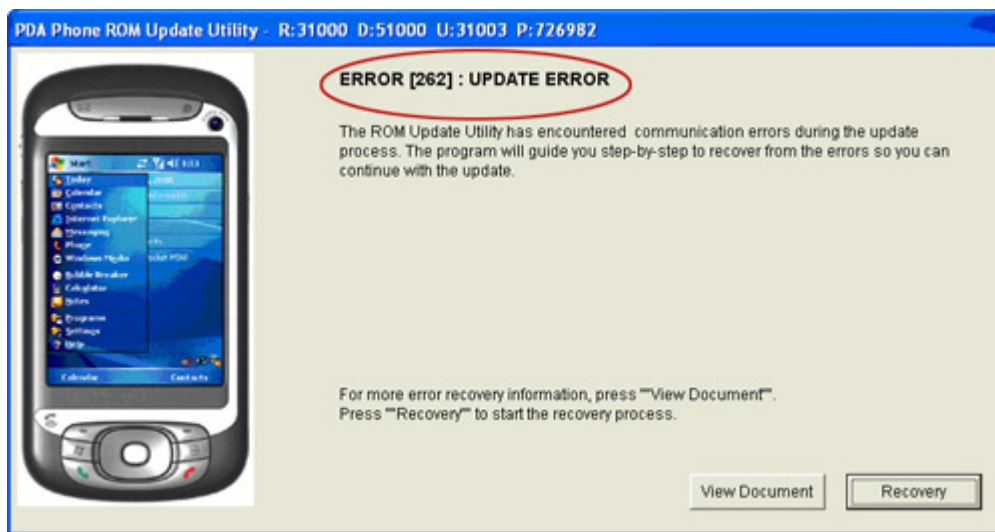 PDA Phone ROM Update Utility - R:31000 D:51000 U:31003 P:726982
ERROR [262] : UPDATE ERROR
The ROM Update Utility has encountered communication errors during the update
process. The program will guide you step-by-step to recover from the errors so you can
continue with the update.
Start
Today
Calendar
Contacts
Internet Explorer
Messaging
Phone
Windows Media
Bubble Breaker
Calculator
Notes
Programs
Settings
Help
Calendar Contacts
For more error recovery information, press ""View Document"".
Press ""Recovery"" to start the recovery process.
View Document Recovery